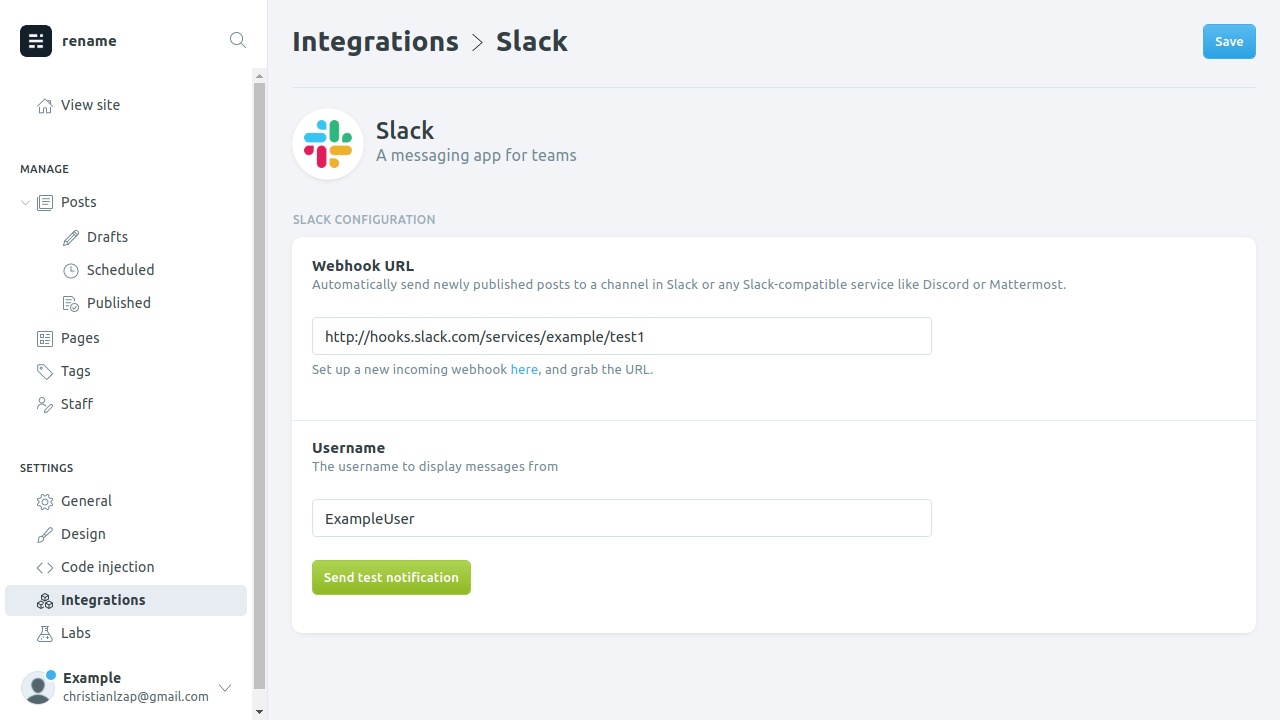 rename
View site
MANAGE
Posts
Drafts
Scheduled
Published
Pages
Tags
Staff
SETTINGS
General
Design
Code injection
Integrations
Labs
Example
christianlzap@gmail.com
Integrations > Slack
Save
Slack
A messaging app for teams
SLACK CONFIGURATION
Webhook URL
Automatically send newly published posts to a channel in Slack or any Slack-compatible service like Discord or Mattermost.
http://hooks.slack.com/services/example/test1
Set up a new incoming webhook here, and grab the URL.
Username
The username to display messages from
ExampleUser
Send test notification